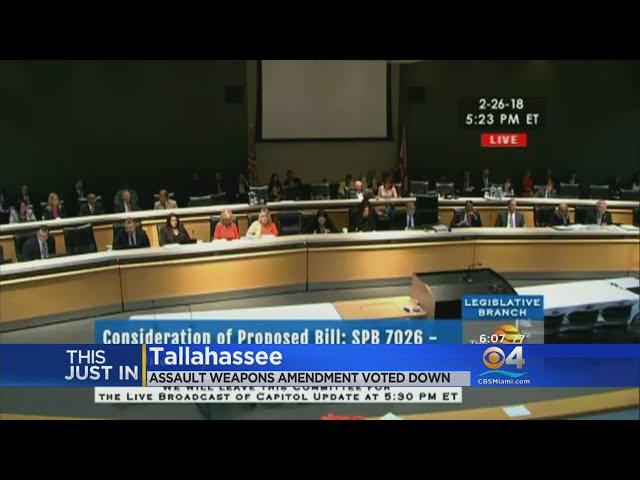 2-26-18
5:23 PM ET
LIVE
LEGISLATIVE
BRANCH
Consideration of Proposed Bill: SPB 7026 –
THIS
JUST IN
Tallahassee
ASSAULT WEAPONS AMENDMENT VOTED DOWN
6:07 77°
4
CBSMiami.com
WE WILL LEAVE THIS COMMITTEE FOR
THE LIVE BROADCAST OF CAPITOL UPDATE AT 5:30 PM ET